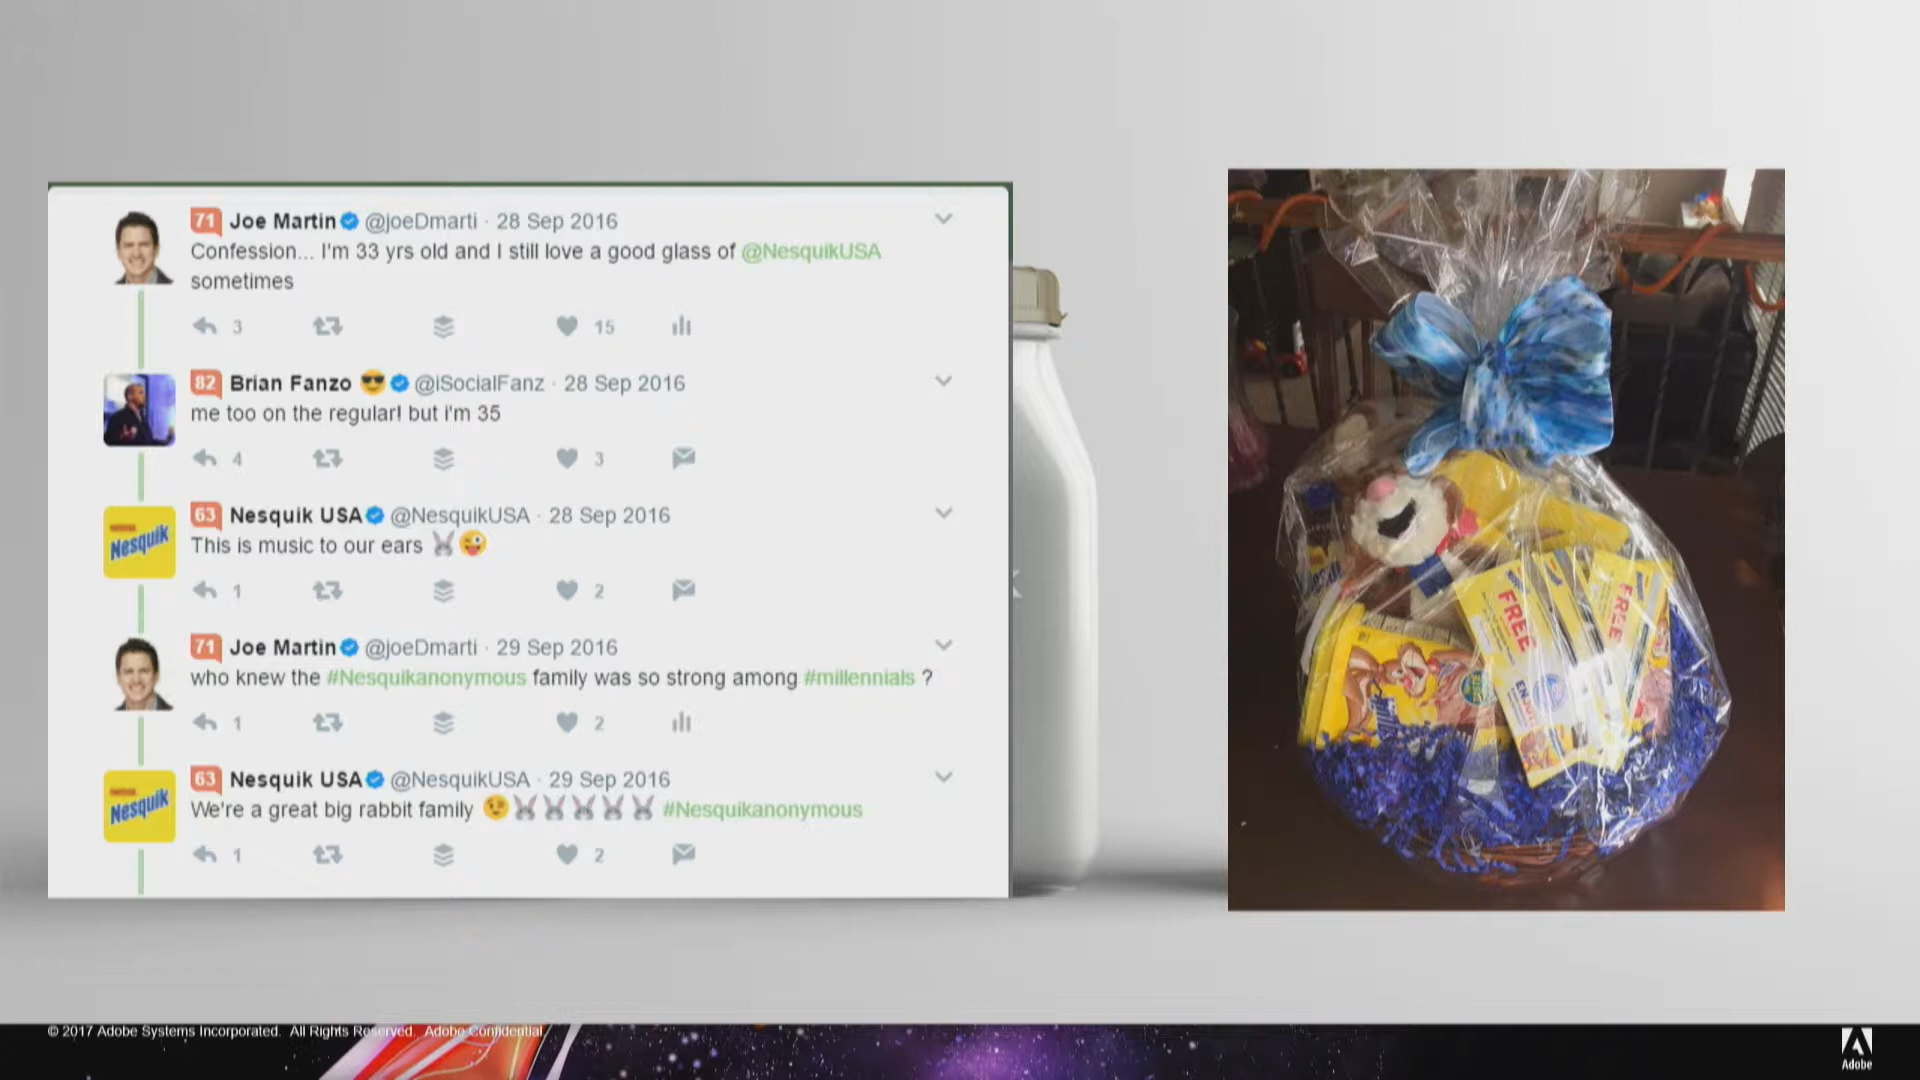 71 Joe Martin @joeDmarti · 28 Sep 2016
Confession... I'm 33 yrs old and I still love a good glass of @NesquikUSA
sometimes
3 15
82 Brian Fanzo 😎 @iSocialFanz · 28 Sep 2016
me too on the regular! but i'm 35
4 3
Nesquik
63 Nesquik USA @NesquikUSA · 28 Sep 2016
This is music to our ears 🐰😜
1 2
71 Joe Martin @joeDmarti · 29 Sep 2016
who knew the #Nesquikanonymous family was so strong among #millennials ?
1 2
Nesquik
63 Nesquik USA @NesquikUSA · 29 Sep 2016
We're a great big rabbit family 😉🐰🐰🐰🐰🐰 #Nesquikanonymous
1 2
FREE
FREE
© 2017 Adobe Systems Incorporated. All Rights Reserved. Adobe Confidential.
Adobe